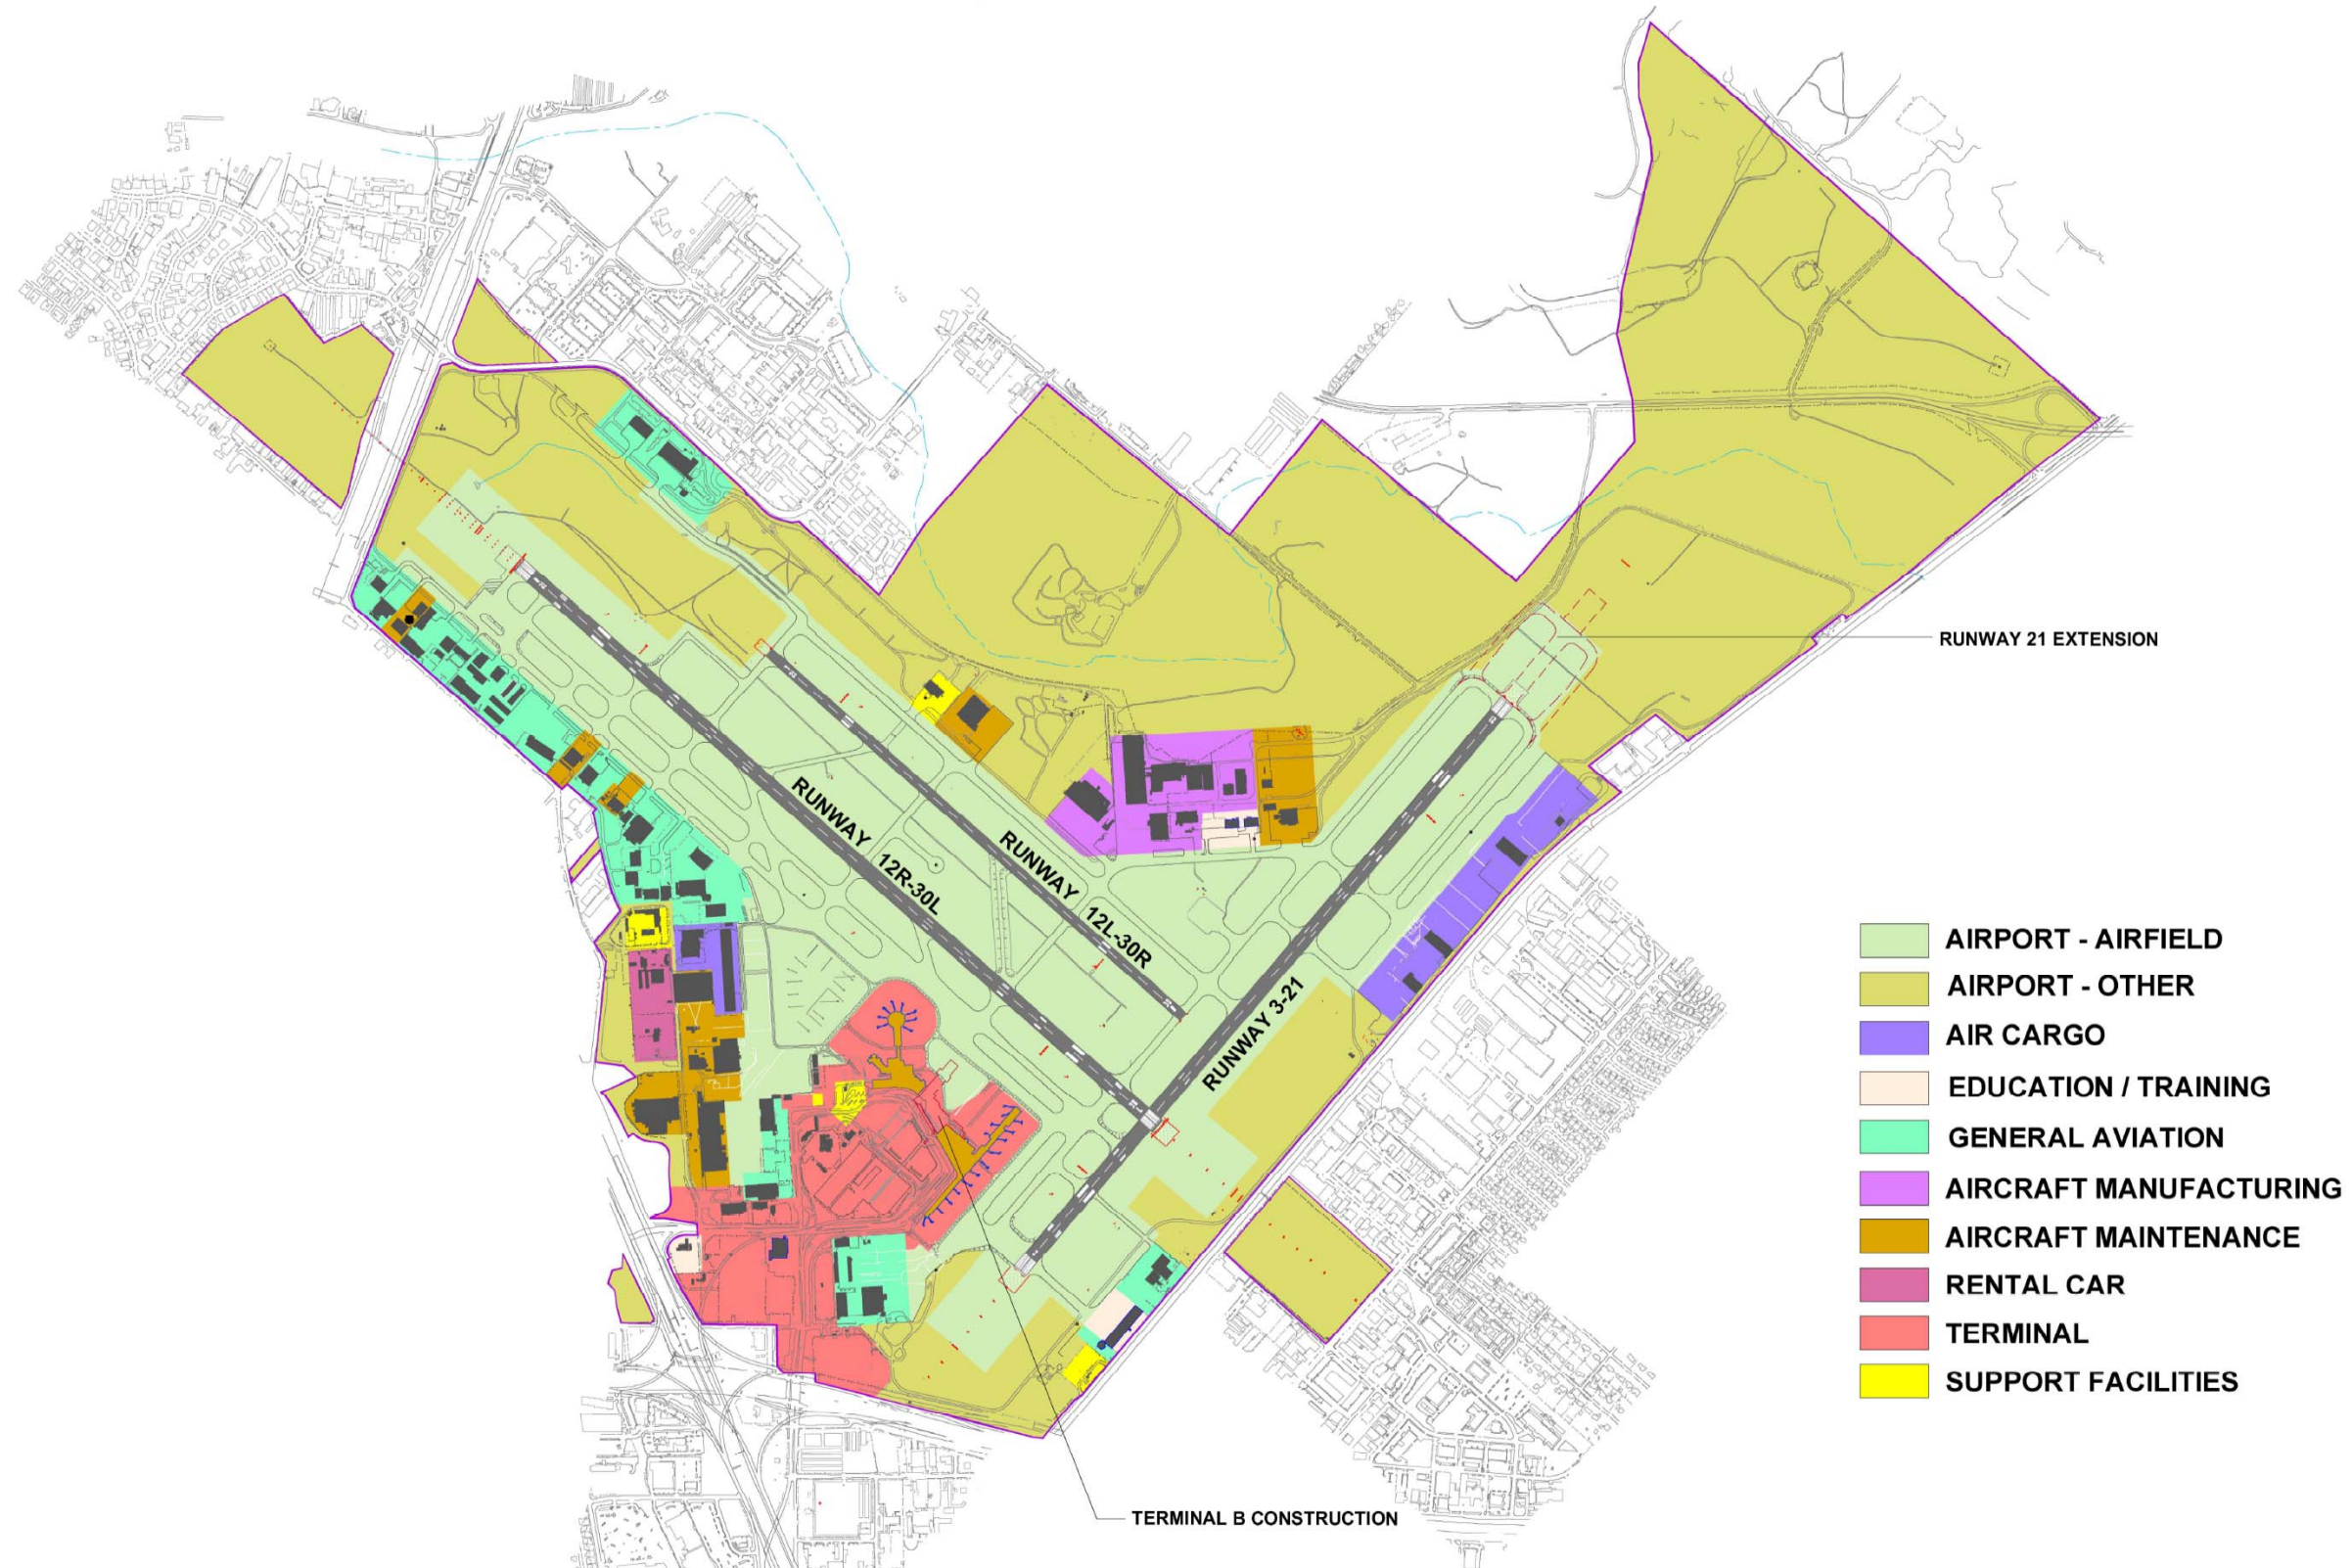 RUNWAY 21 EXTENSION
RUNWAY 12R-30L
RUNWAY 12L-30R
RUNWAY 3-21
AIRPORT - AIRFIELD
AIRPORT - OTHER
AIR CARGO
EDUCATION / TRAINING
GENERAL AVIATION
AIRCRAFT MANUFACTURING
AIRCRAFT MAINTENANCE
RENTAL CAR
TERMINAL
SUPPORT FACILITIES
TERMINAL B CONSTRUCTION